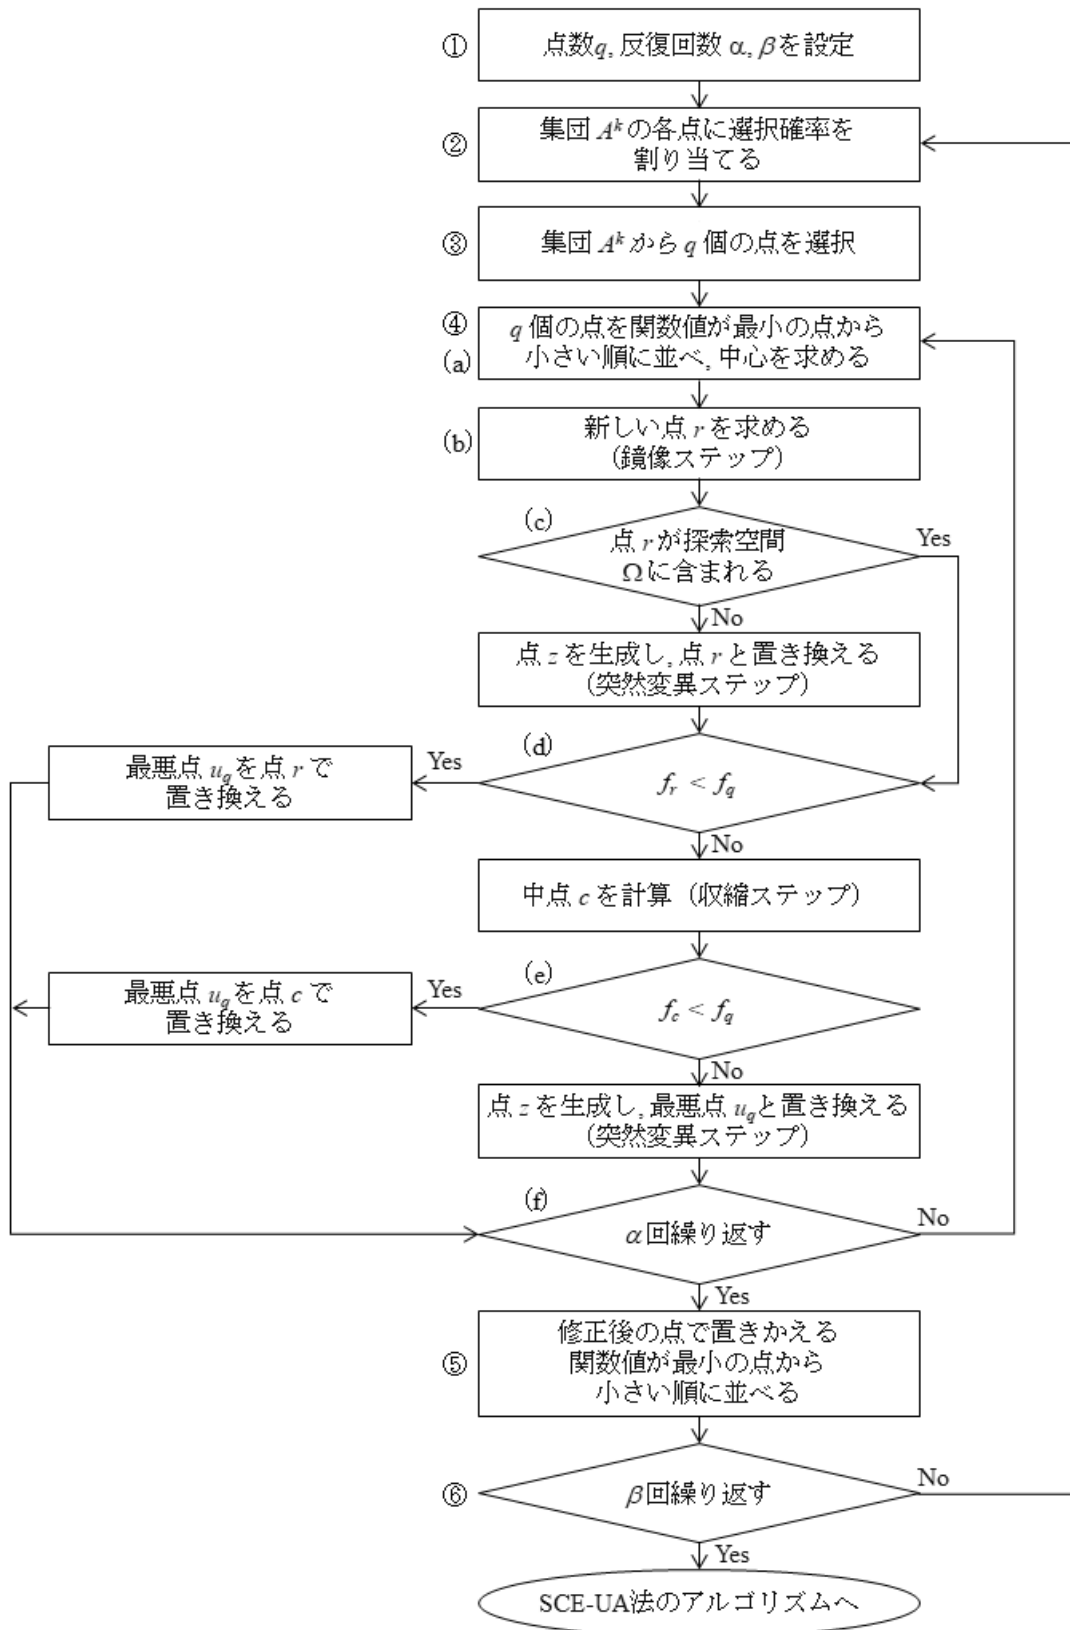 ① 点数q, 反復回数 α, βを設定
② 集団 Aᵏ の各点に選択確率を
割り当てる
③ 集団 Aᵏ から q 個の点を選択
④ q 個の点を関数値が最小の点から
(a) 小さい順に並べ, 中心を求める
(b) 新しい点 r を求める
(鏡像ステップ)
(c)
点 r が探索空間
Ωに含まれる
Yes
No
点 z を生成し, 点 r と置き換える
(突然変異ステップ)
(d)
fᵣ < f_q
Yes
最悪点 u_q を点 r で
置き換える
No
中点 c を計算 (収縮ステップ)
(e)
f_c < f_q
Yes
最悪点 u_q を点 c で
置き換える
No
点 z を生成し, 最悪点 u_qと置き換える
(突然変異ステップ)
(f)
α回繰り返す
No
Yes
⑤ 修正後の点で置きかえる
関数値が最小の点から
小さい順に並べる
⑥ β回繰り返す
No
Yes
SCE-UA法のアルゴリズムへ